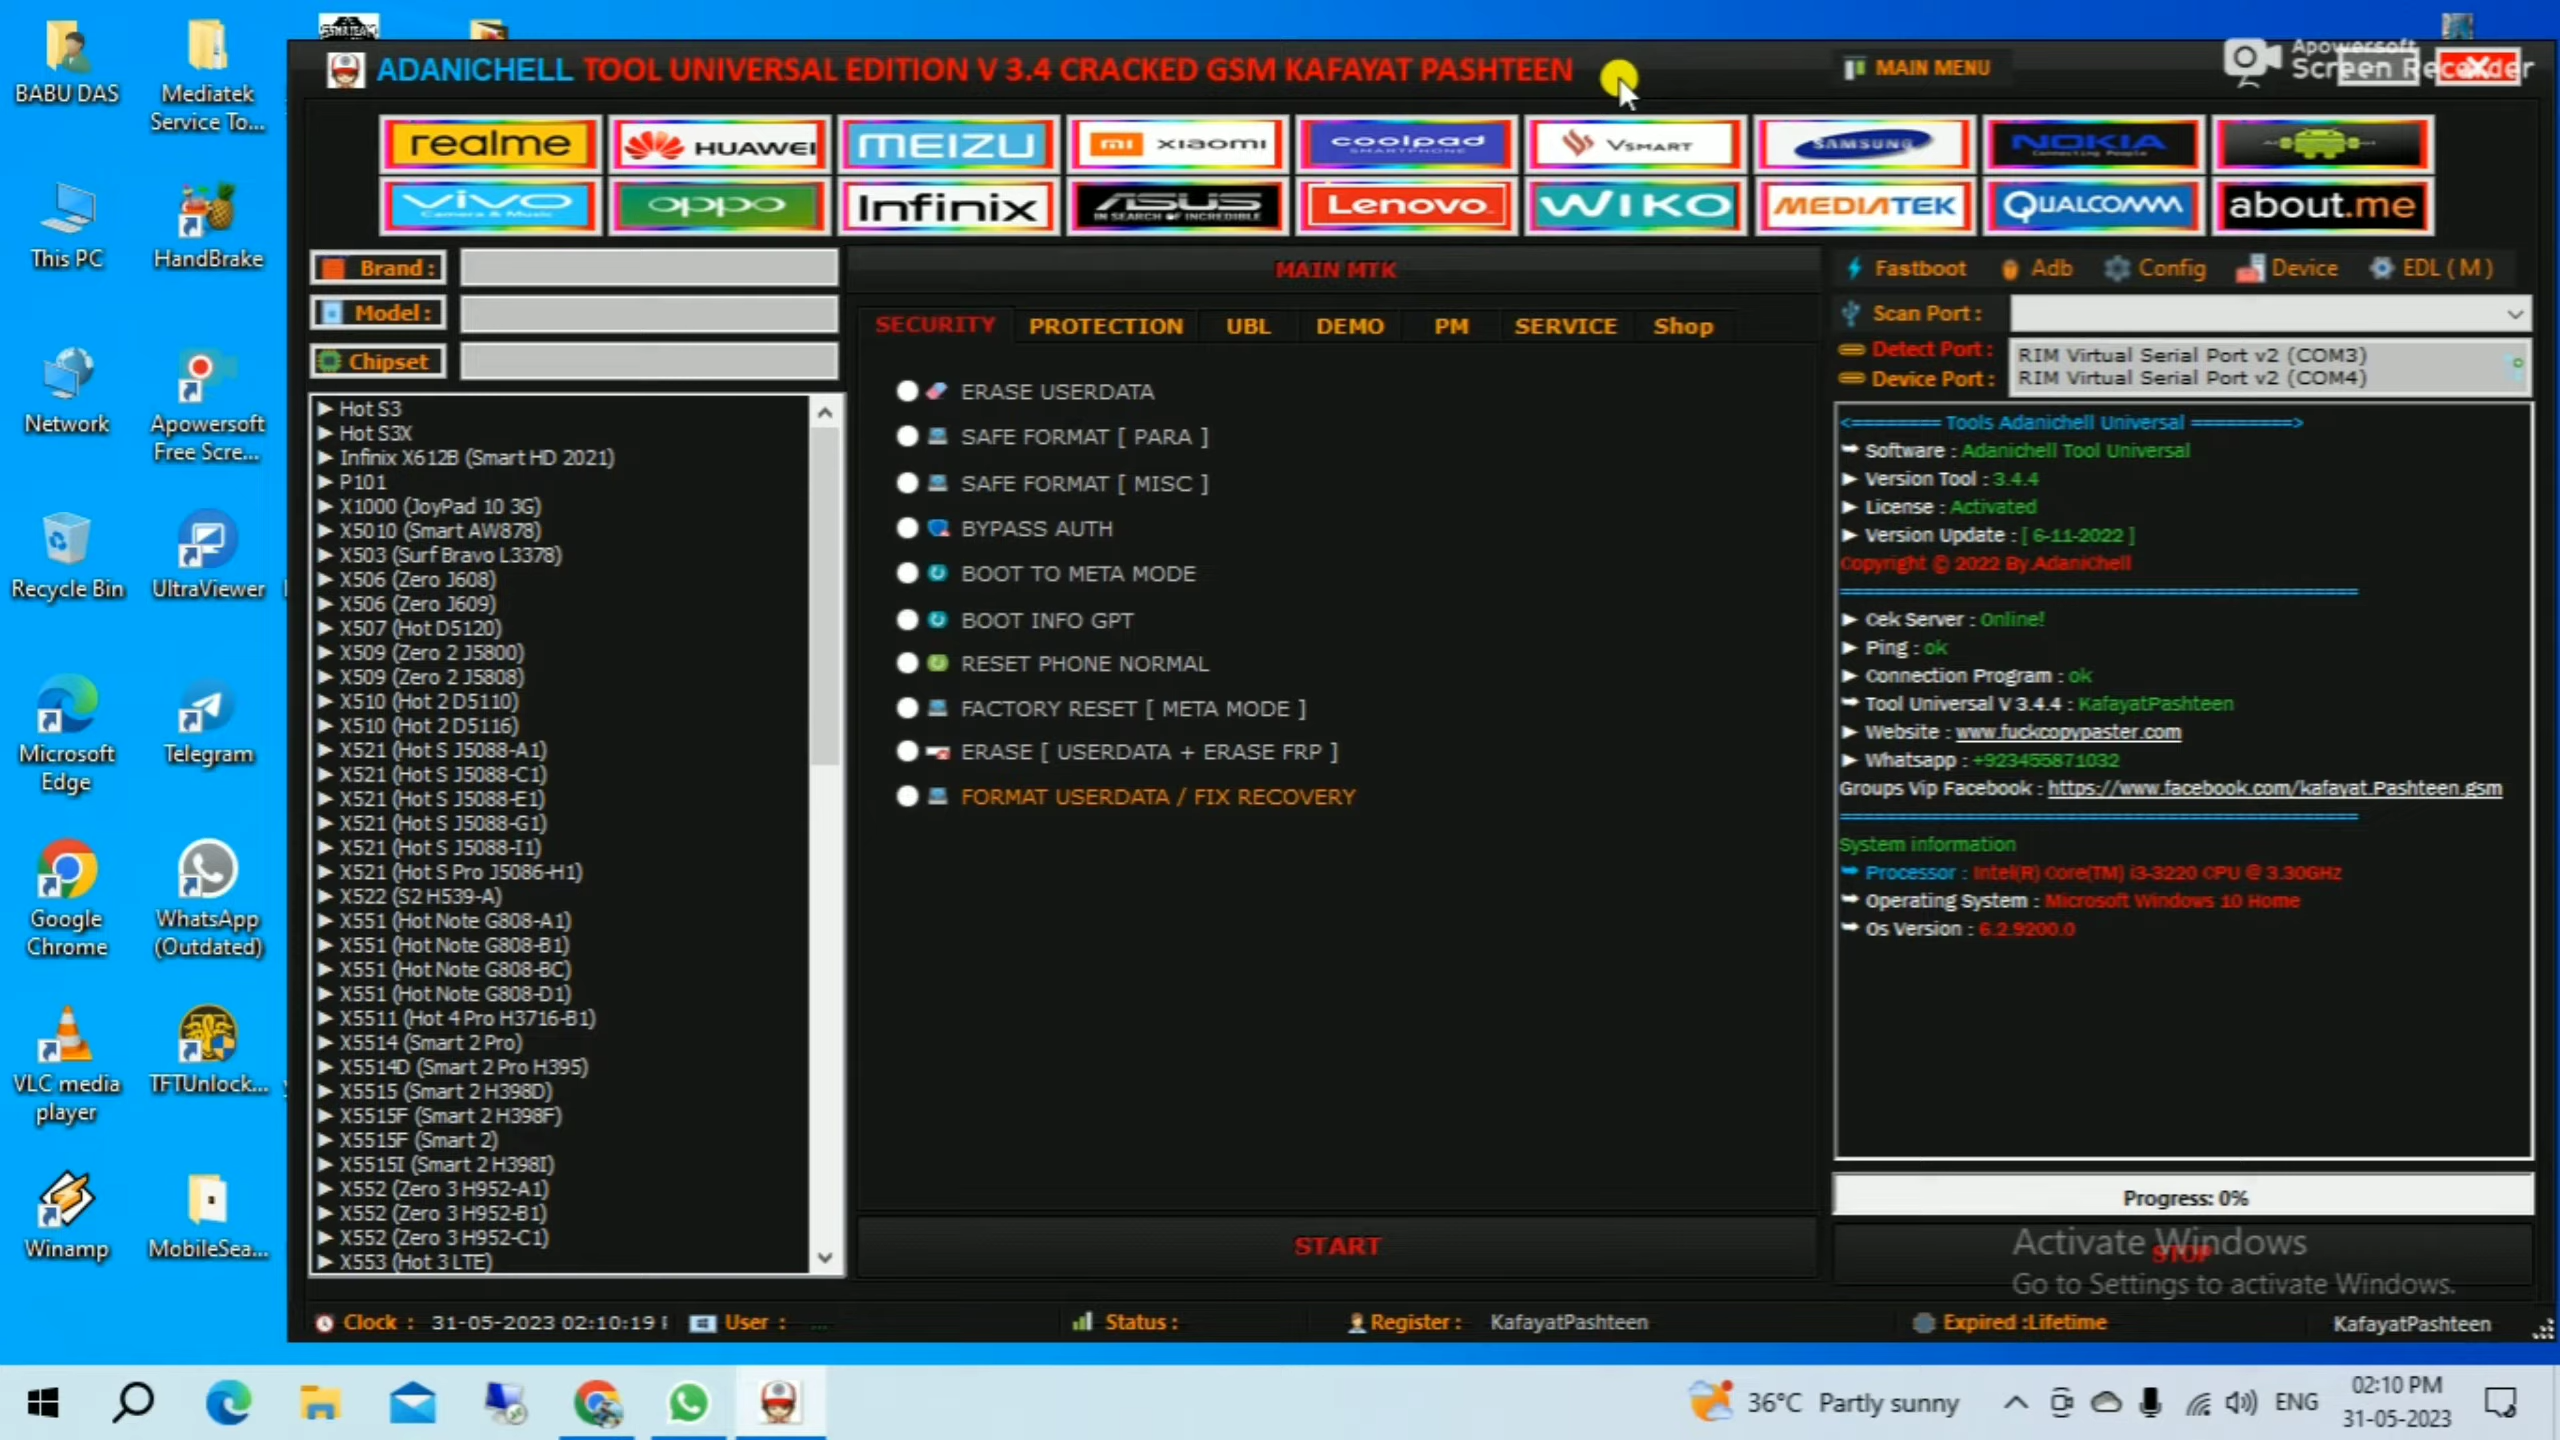 BABU DAS
Mediatek
Service To...
This PC
HandBrake
Network
Apowersoft
Free Scre...
Recycle Bin
UltraViewer
Microsoft
Edge
Telegram
Google
Chrome
WhatsApp
(Outdated)
VLC media
player
TFTUnlock...
Winamp
MobileSea...
ADANICHELL TOOL UNIVERSAL EDITION V 3.4 CRACKED GSM KAFAYAT PASHTEEN
MAIN MENU
Apowersoft
Screen Recorder
realme
HUAWEI
MEIZU
mi xiaomi
coolpad
SMARTPHONE
VSMART
SAMSUNG
NOKIA
Connecting People
vivo
Camera & Music
oppo
Infinix
ASUS
IN SEARCH OF INCREDIBLE
Lenovo
WIKO
MEDIATEK
QUALCOMM
about.me
Brand :
Model :
Chipset
Hot S3
Hot S3X
Infinix X612B (Smart HD 2021)
P101
X1000 (JoyPad 10 3G)
X5010 (Smart AW878)
X503 (Surf Bravo L3378)
X506 (Zero J608)
X506 (Zero J609)
X507 (Hot D5120)
X509 (Zero 2 J5800)
X509 (Zero 2 J5808)
X510 (Hot 2 D5110)
X510 (Hot 2 D5116)
X521 (Hot S J5088-A1)
X521 (Hot S J5088-C1)
X521 (Hot S J5088-E1)
X521 (Hot S J5088-G1)
X521 (Hot S J5088-I1)
X521 (Hot S Pro J5086-H1)
X522 (S2 H539-A)
X551 (Hot Note G808-A1)
X551 (Hot Note G808-B1)
X551 (Hot Note G808-BC)
X551 (Hot Note G808-D1)
X5511 (Hot 4 Pro H3716-B1)
X5514 (Smart 2 Pro)
X5514D (Smart 2 Pro H395)
X5515 (Smart 2 H398D)
X5515F (Smart 2 H398F)
X5515F (Smart 2)
X5515I (Smart 2 H398I)
X552 (Zero 3 H952-A1)
X552 (Zero 3 H952-B1)
X552 (Zero 3 H952-C1)
X553 (Hot 3 LTE)
MAIN MTK
SECURITY PROTECTION UBL DEMO PM SERVICE Shop
ERASE USERDATA
SAFE FORMAT [ PARA ]
SAFE FORMAT [ MISC ]
BYPASS AUTH
BOOT TO META MODE
BOOT INFO GPT
RESET PHONE NORMAL
FACTORY RESET [ META MODE ]
ERASE [ USERDATA + ERASE FRP ]
FORMAT USERDATA / FIX RECOVERY
START
Fastboot Adb Config Device EDL ( M )
Scan Port :
Detect Port : RIM Virtual Serial Port v2 (COM3)
Device Port : RIM Virtual Serial Port v2 (COM4)
<======== Tools Adanichell Universal ========>
Software : Adanichell Tool Universal
Version Tool : 3.4.4
License : Activated
Version Update : [ 6-11-2022 ]
Copyright © 2022 By.AdaniChell
Cek Server : Online!
Ping : ok
Connection Program : ok
Tool Universal V 3.4.4 : KafayatPashteen
Website : www.fuckcopypaster.com
Whatsapp : +923455871032
Groups Vip Facebook : https://www.facebook.com/kafayat.Pashteen.gsm
System information
Processor : Intel(R) Core(TM) i3-3220 CPU @ 3.30GHz
Operating System : Microsoft Windows 10 Home
Os Version : 6.2.9200.0
Progress: 0%
STOP
Activate Windows
Go to Settings to activate Windows.
Clock : 31-05-2023 02:10:19 User : ... Status : Register : KafayatPashteen Expired :Lifetime KafayatPashteen
36°C Partly sunny
ENG
02:10 PM
31-05-2023